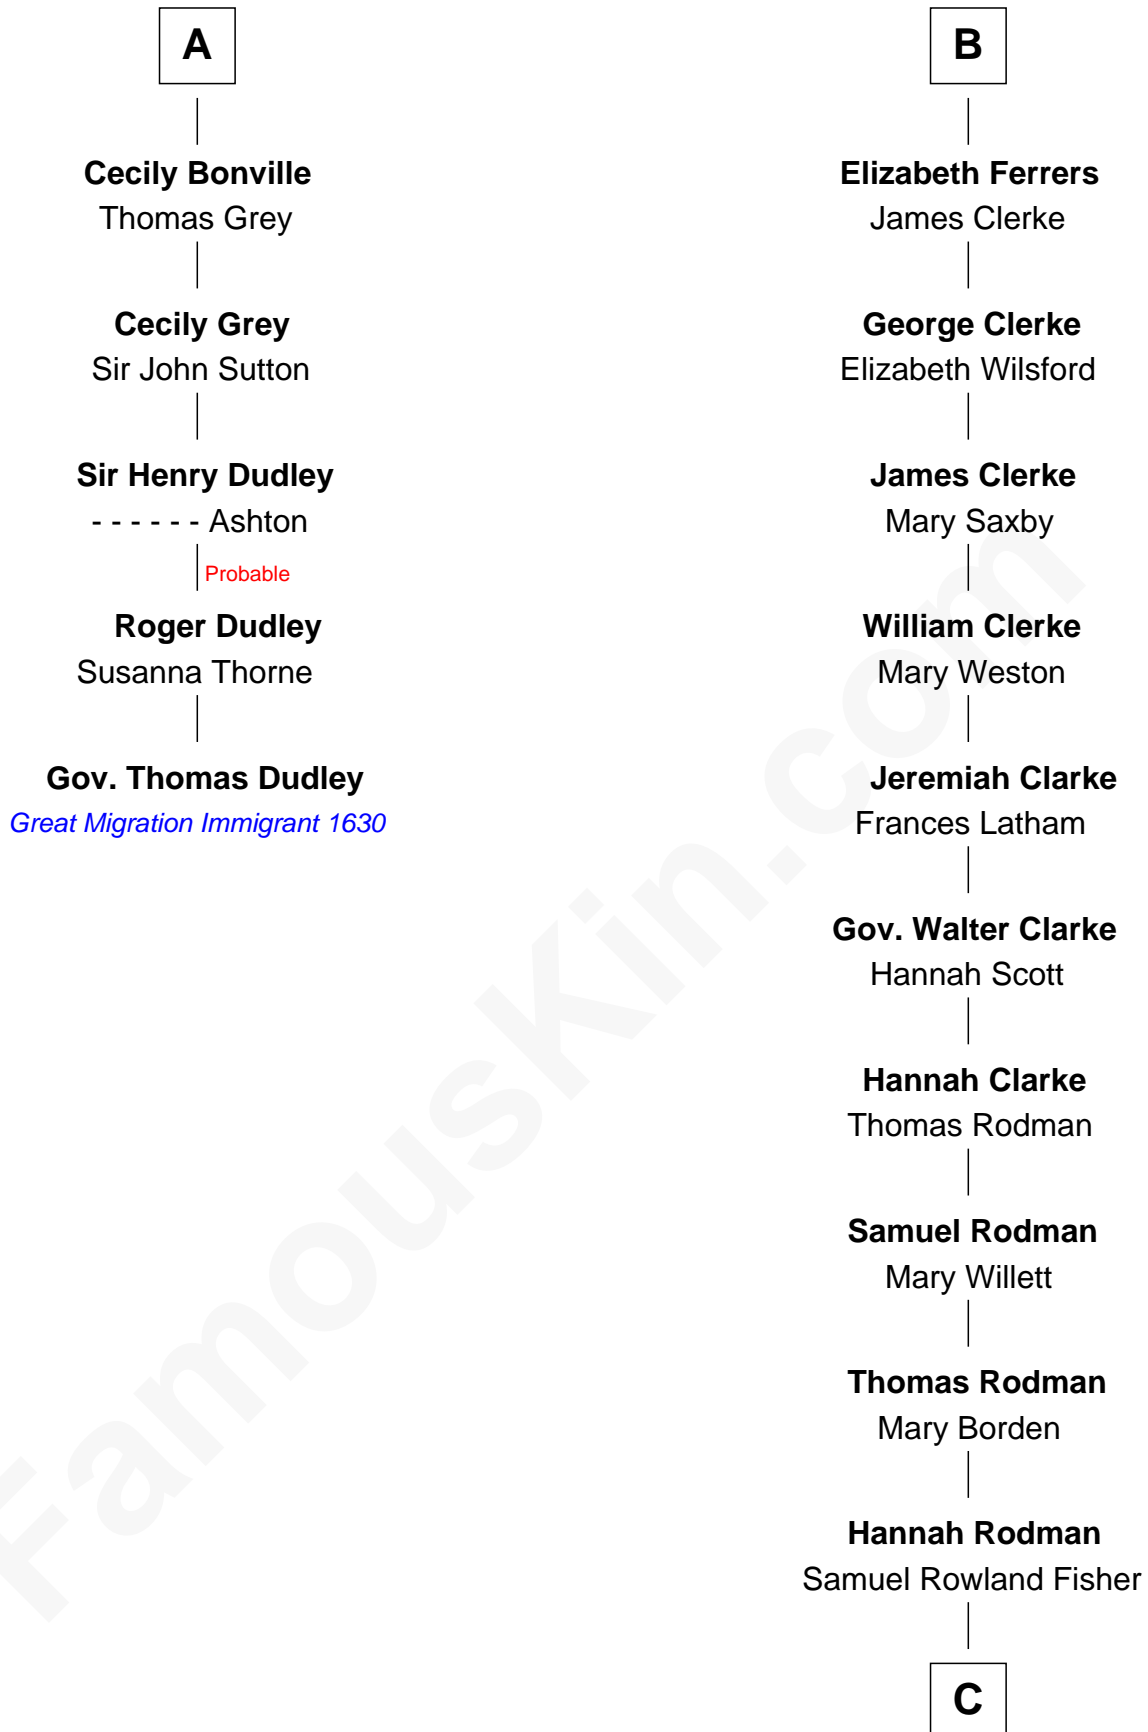 A
Cecily Bonville
Thomas Grey
Cecily Grey
Sir John Sutton
Sir Henry Dudley
- - - - - - Ashton
Probable
Roger Dudley
Susanna Thorne
Gov. Thomas Dudley
Great Migration Immigrant 1630
B
Elizabeth Ferrers
James Clerke
George Clerke
Elizabeth Wilsford
James Clerke
Mary Saxby
William Clerke
Mary Weston
Jeremiah Clarke
Frances Latham
Gov. Walter Clarke
Hannah Scott
Hannah Clarke
Thomas Rodman
Samuel Rodman
Mary Willett
Thomas Rodman
Mary Borden
Hannah Rodman
Samuel Rowland Fisher
C
FamousKin.com